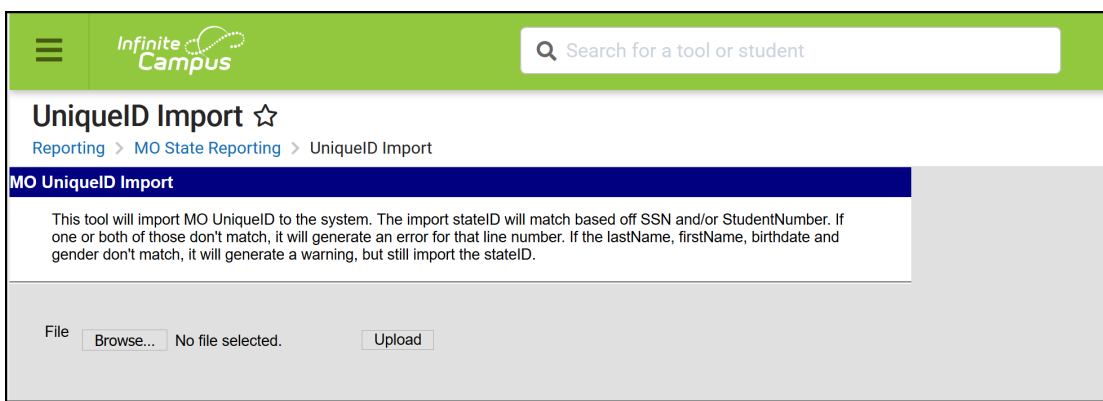 Infinite
Campus
Search for a tool or student
UniqueID Import
Reporting > MO State Reporting > UniqueID Import
MO UniqueID Import
This tool will import MO UniqueID to the system. The import stateID will match based off SSN and/or StudentNumber. If
one or both of those don't match, it will generate an error for that line number. If the lastName, firstName, birthdate and
gender don't match, it will generate a warning, but still import the stateID.
File Browse... No file selected. Upload